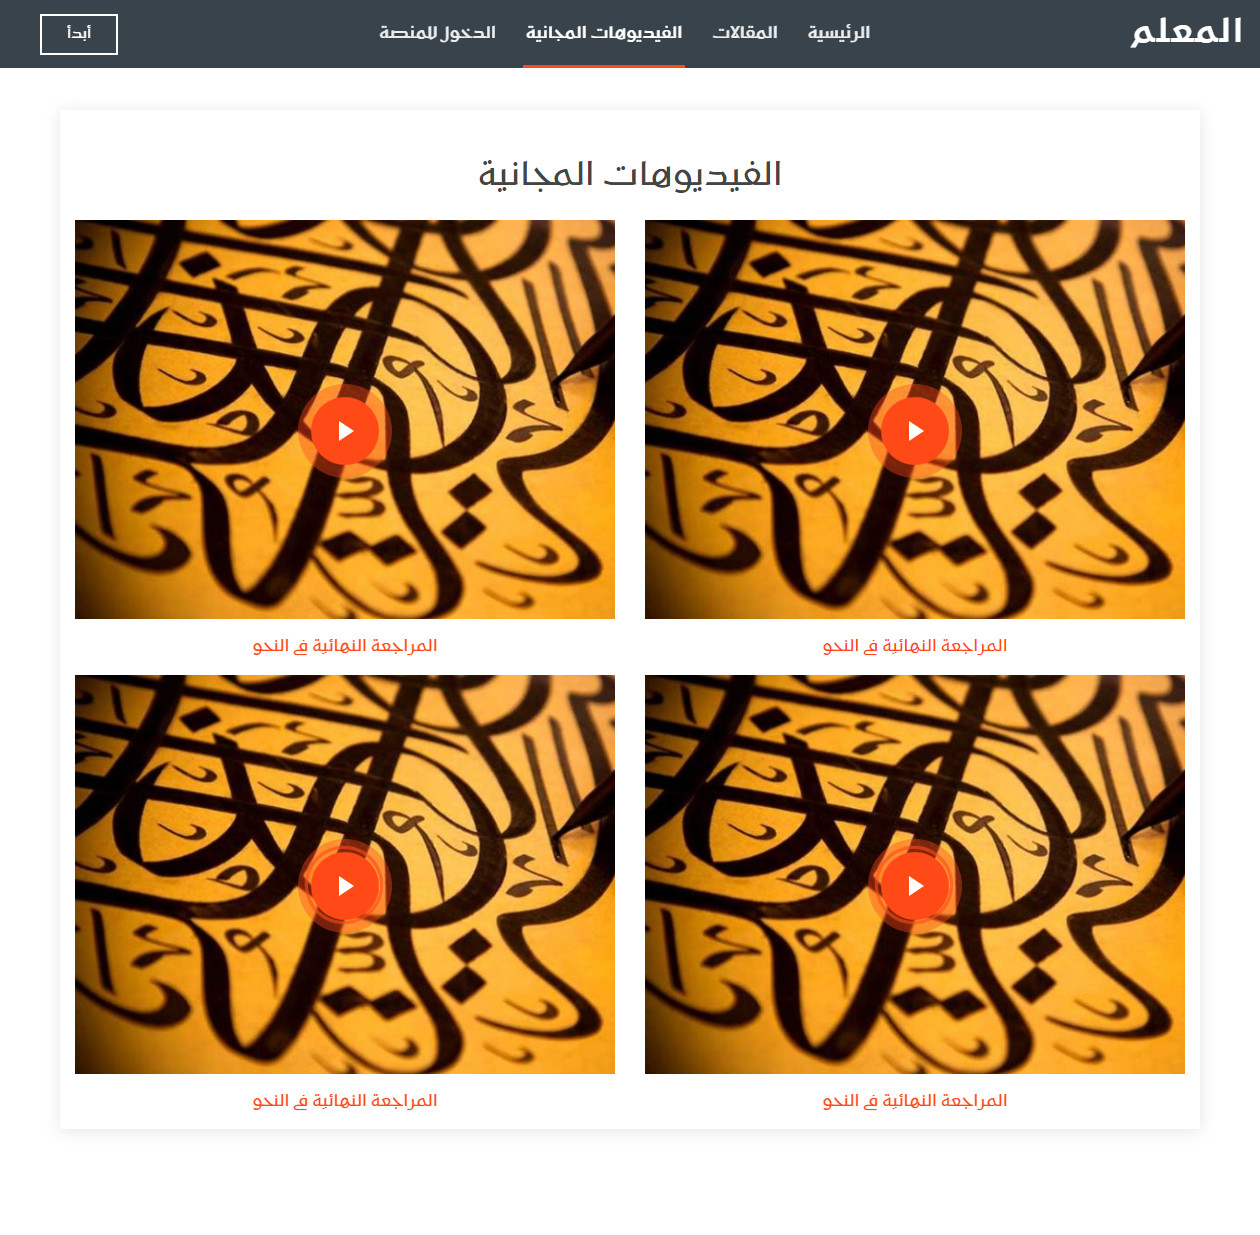 المعلم
الرئيسية
المقالات
الفيديوهات المجانية
الدخول للمنصة
أبدأ
الفيديوهات المجانية
المراجعة النهائية في النحو
المراجعة النهائية في النحو
المراجعة النهائية في النحو
المراجعة النهائية في النحو